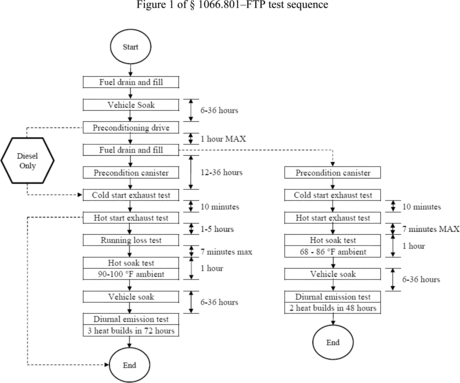 Figure 1 of § 1066.801–FTP test sequence
Start
Fuel drain and fill
Vehicle Soak
6-36 hours
Preconditioning drive
1 hour MAX
Diesel
Only
Fuel drain and fill
Precondition canister
12-36 hours
Cold start exhaust test
10 minutes
Hot start exhaust test
1-5 hours
Running loss test
7 minutes max
Hot soak test
90-100 °F ambient
1 hour
Vehicle soak
6-36 hours
Diurnal emission test
3 heat builds in 72 hours
End
Precondition canister
Cold start exhaust test
10 minutes
Hot start exhaust test
7 minutes MAX
Hot soak test
68 - 86 °F ambient
1 hour
Vehicle soak
6-36 hours
Diurnal emission test
2 heat builds in 48 hours
End